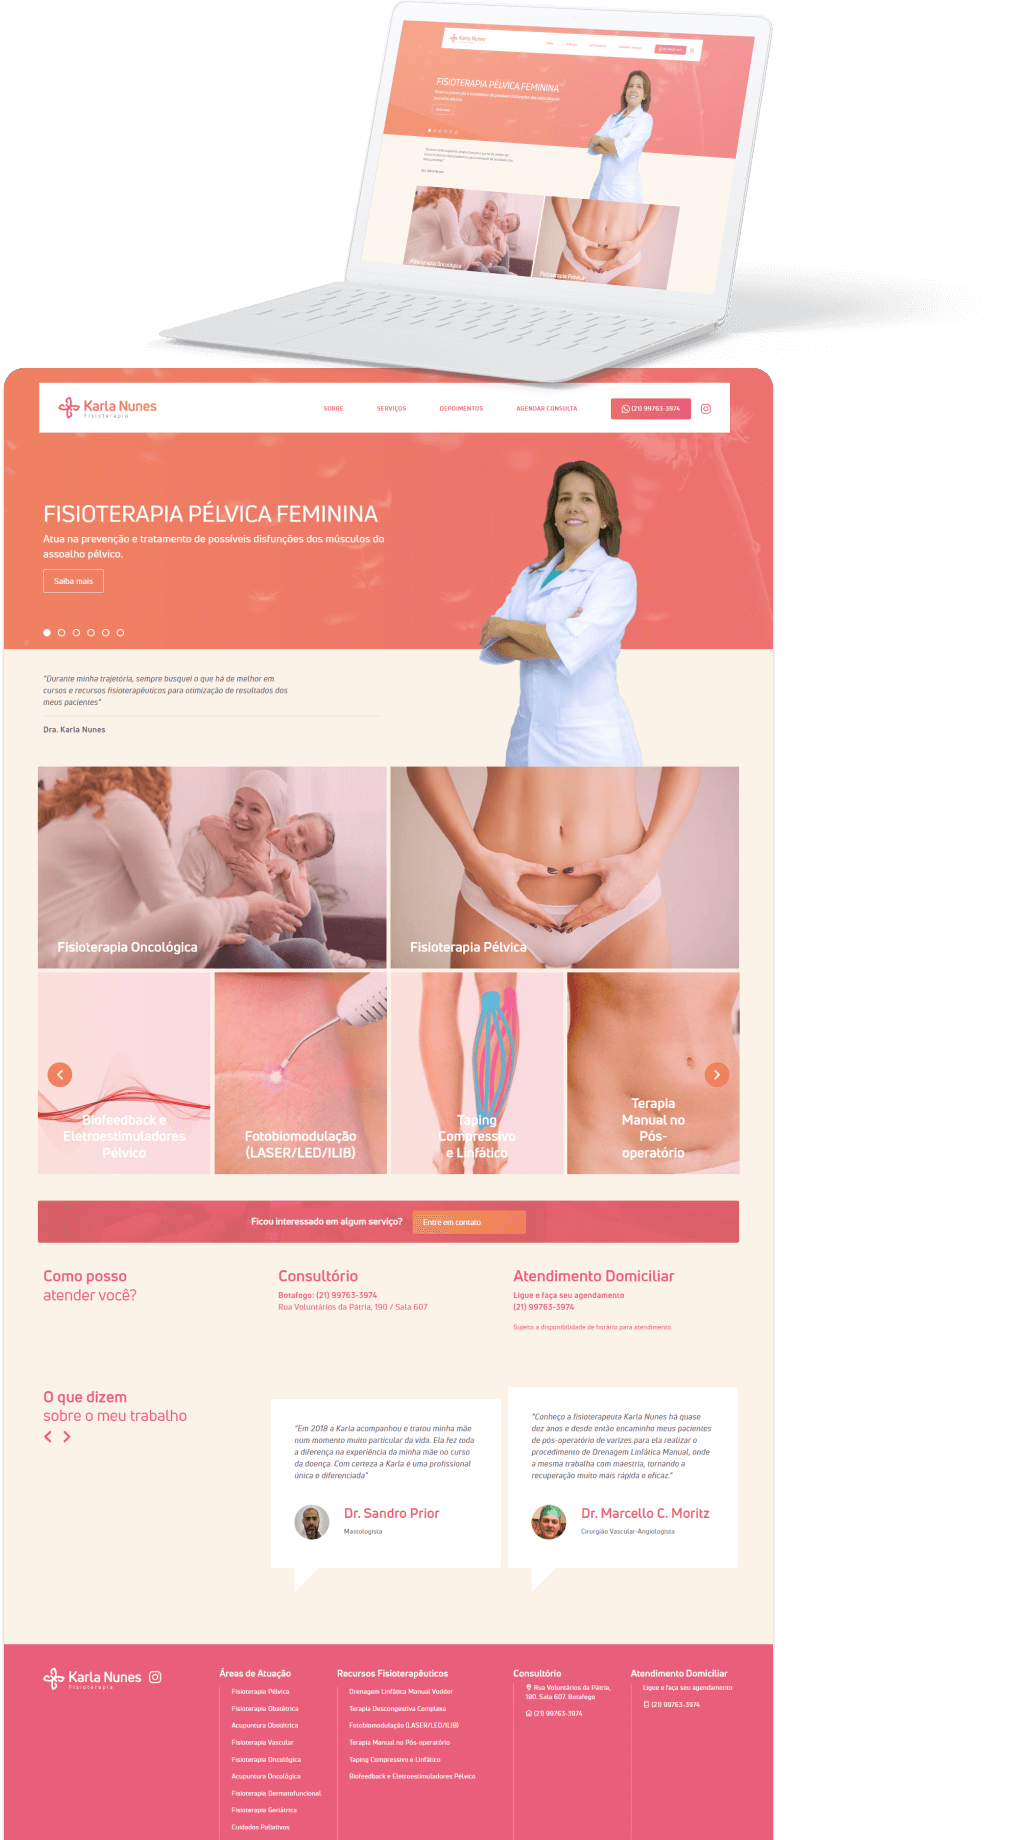 Karla Nunes
FISIOTERAPIA PÉLVICA FEMININA
Fisioterapia Oncológica
Fisioterapia Pélvica
Karla Nunes
Fisioterapia
SOBRE
SERVIÇOS
DEPOIMENTOS
AGENDAR CONSULTA
(21) 99763-3974
FISIOTERAPIA PÉLVICA FEMININA
Atua na prevenção e tratamento de possíveis disfunções dos músculos do
assoalho pélvico.
Saiba mais
"Durante minha trajetória, sempre busquei o que há de melhor em
cursos e recursos fisioterapêuticos para otimização de resultados dos
meus pacientes"
Dra. Karla Nunes
Fisioterapia Oncológica
Fisioterapia Pélvica
Biofeedback e
Eletroestimuladores
Pélvico
Fotobiomodulação
(LASER/LED/ILIB)
Taping
Compressivo
e Linfático
Terapia
Manual no
Pós-
operatório
Ficou interessado em algum serviço?
Entre em contato
Como posso
atender você?
Consultório
Botafogo: (21) 99763-3974
Rua Voluntários da Pátria, 190 / Sala 607
Atendimento Domiciliar
Ligue e faça seu agendamento
(21) 99763-3974
Sujeito a disponibilidade de horário para atendimento.
O que dizem
sobre o meu trabalho
"Em 2018 a Karla acompanhou e tratou minha mãe
num momento muito particular da vida. Ela fez toda
a diferença na experiência da minha mãe no curso
da doença. Com certeza a Karla é uma profissional
única e diferenciada"
Dr. Sandro Prior
Mastologista
"Conheço a fisioterapeuta Karla Nunes há quase
dez anos e desde então encaminho meus pacientes
de pós-operatório de varizes para ela realizar o
procedimento de Drenagem Linfática Manual, onde
a mesma trabalha com maestria, tornando a
recuperação muito mais rápida e eficaz."
Dr. Marcello C. Moritz
Cirurgião Vascular-Angiologista
Karla Nunes
Fisioterapia
Áreas de Atuação
Fisioterapia Pélvica
Fisioterapia Obstétrica
Acupuntura Obstétrica
Fisioterapia Vascular
Fisioterapia Oncológica
Acupuntura Oncológica
Fisioterapia Dermatofuncional
Fisioterapia Geriátrica
Cuidados Paliativos
Recursos Fisioterapêuticos
Drenagem Linfática Manual Vodder
Terapia Descongestiva Complexa
Fotobiomodulação (LASER/LED/ILIB)
Terapia Manual no Pós-operatório
Taping Compressivo e Linfático
Biofeedback e Eletroestimuladores Pélvico
Consultório
Rua Voluntários da Pátria,
190. Sala 607. Botafogo
(21) 99763-3974
Atendimento Domiciliar
Ligue e faça seu agendamento
(21) 99763-3974